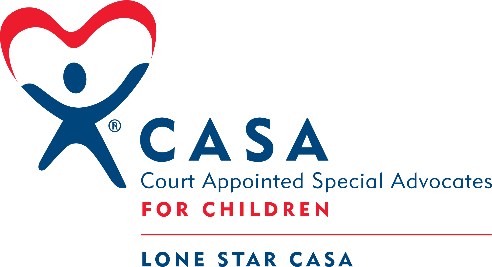 ® CASA
Court Appointed Special Advocates
FOR CHILDREN
LONE STAR CASA